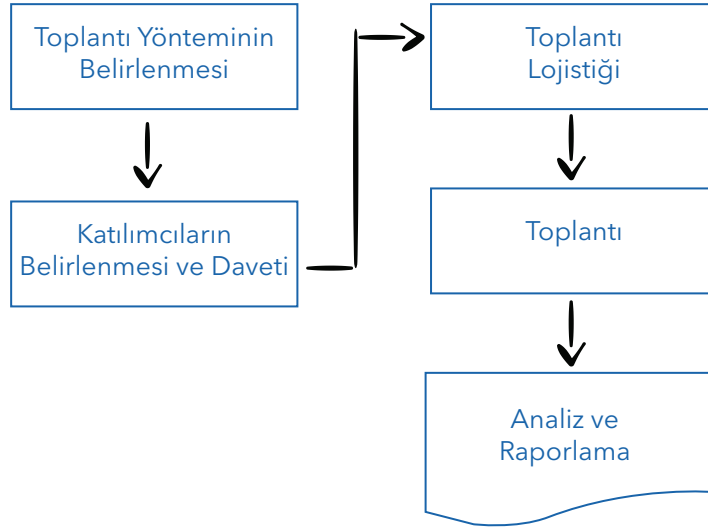 Toplantı Yönteminin
Belirlenmesi
Katılımcıların
Belirlenmesi ve Daveti
Toplantı
Lojistiği
Toplantı
Analiz ve
Raporlama